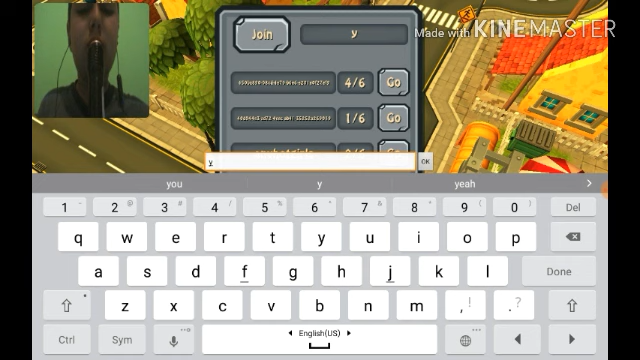 Join y
Made with KINEMASTER
4/6 Go
1/6 Go
Go
y OK
you y yeah
1 2 @ 3 # 4 / 5 % 6 ^ 7 & 8 * 9 ( 0 ) Del
q w e r t y u i o p
a s d f g h j k l Done
z x c v b n m , ! . ?
Ctrl Sym English(US)